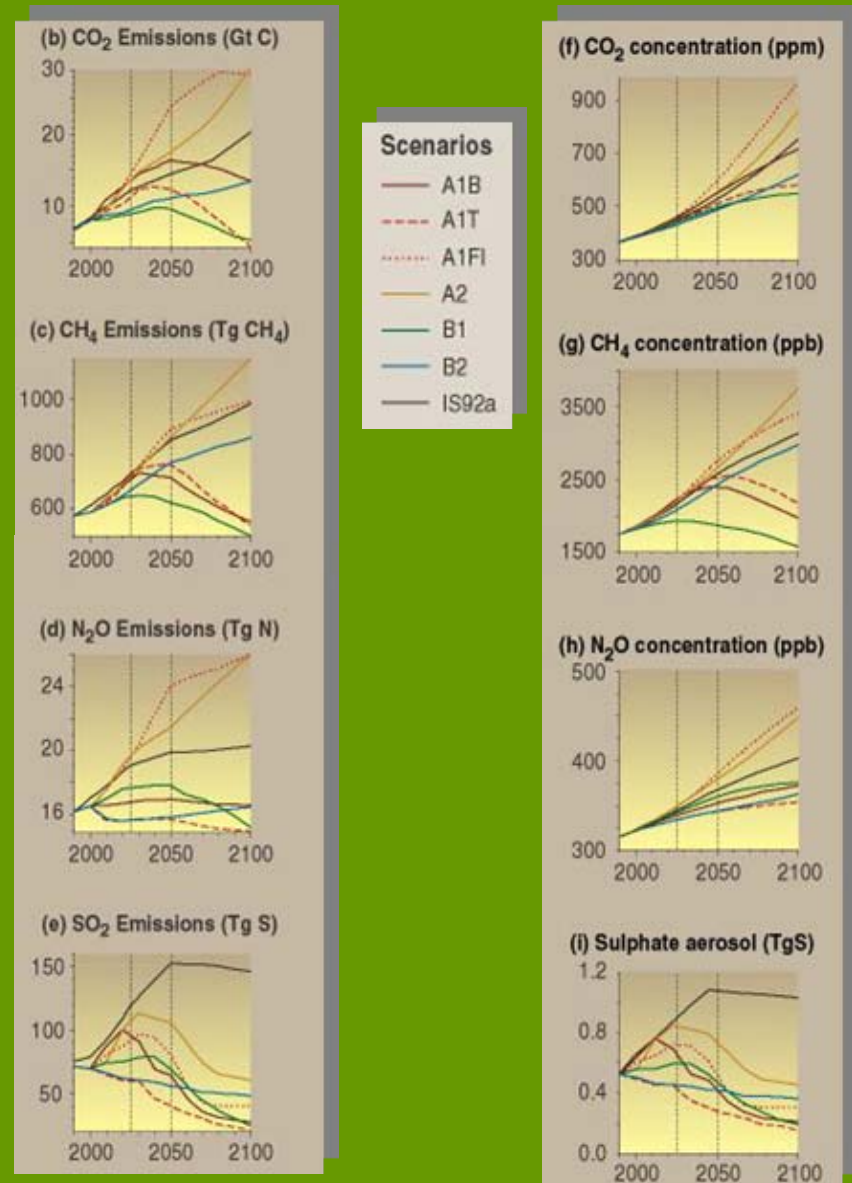 (b) CO₂ Emissions (Gt C)
30
20
10
2000 2050 2100
(c) CH₄ Emissions (Tg CH₄)
1000
800
600
2000 2050 2100
(d) N₂O Emissions (Tg N)
24
20
16
2000 2050 2100
(e) SO₂ Emissions (Tg S)
150
100
50
2000 2050 2100
Scenarios
A1B
A1T
A1FI
A2
B1
B2
IS92a
(f) CO₂ concentration (ppm)
900
700
500
300
2000 2050 2100
(g) CH₄ concentration (ppb)
3500
2500
1500
2000 2050 2100
(h) N₂O concentration (ppb)
500
400
300
2000 2050 2100
(i) Sulphate aerosol (TgS)
1.2
0.8
0.4
0.0
2000 2050 2100